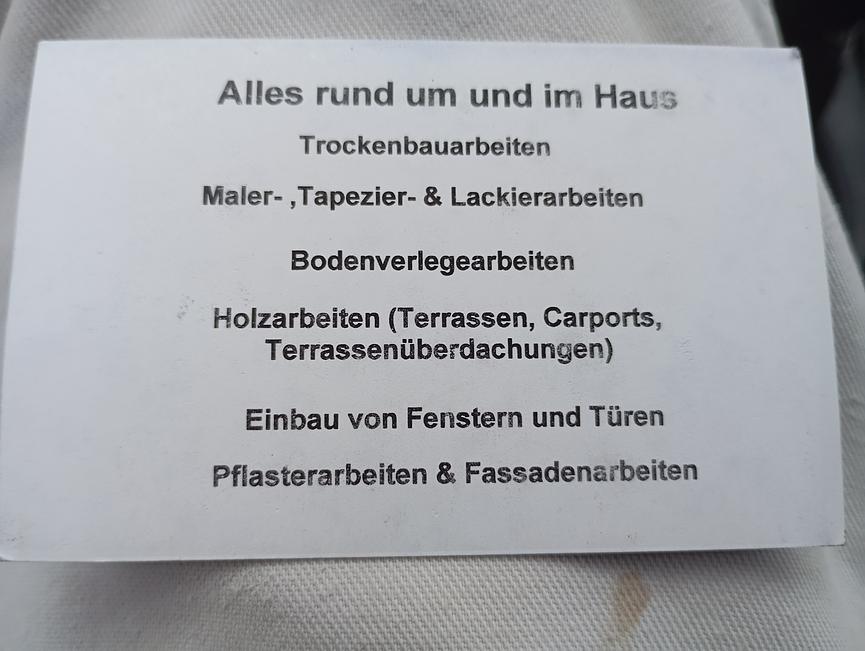 Alles rund um und im Haus
Trockenbauarbeiten
Maler- ,Tapezier- & Lackierarbeiten
Bodenverlegearbeiten
Holzarbeiten (Terrassen, Carports,
Terrassenüberdachungen)
Einbau von Fenstern und Türen
Pflasterarbeiten & Fassadenarbeiten